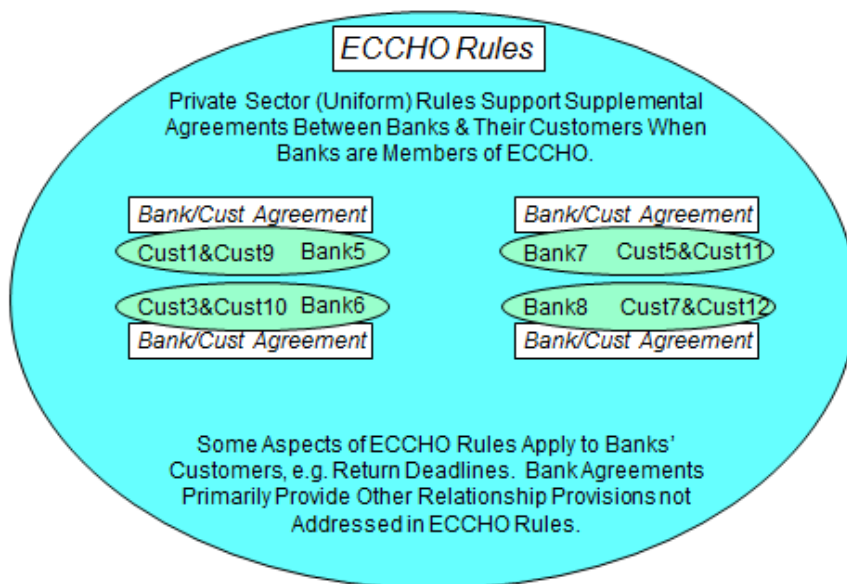 ECCHO Rules
Private Sector (Uniform) Rules Support Supplemental
Agreements Between Banks & Their Customers When
Banks are Members of ECCHO.
Bank/Cust Agreement
Cust1&Cust9 Bank5
Cust3&Cust10 Bank6
Bank/Cust Agreement
Bank/Cust Agreement
Bank7 Cust5&Cust11
Bank8 Cust7&Cust12
Bank/Cust Agreement
Some Aspects of ECCHO Rules Apply to Banks'
Customers, e.g. Return Deadlines. Bank Agreements
Primarily Provide Other Relationship Provisions not
Addressed in ECCHO Rules.